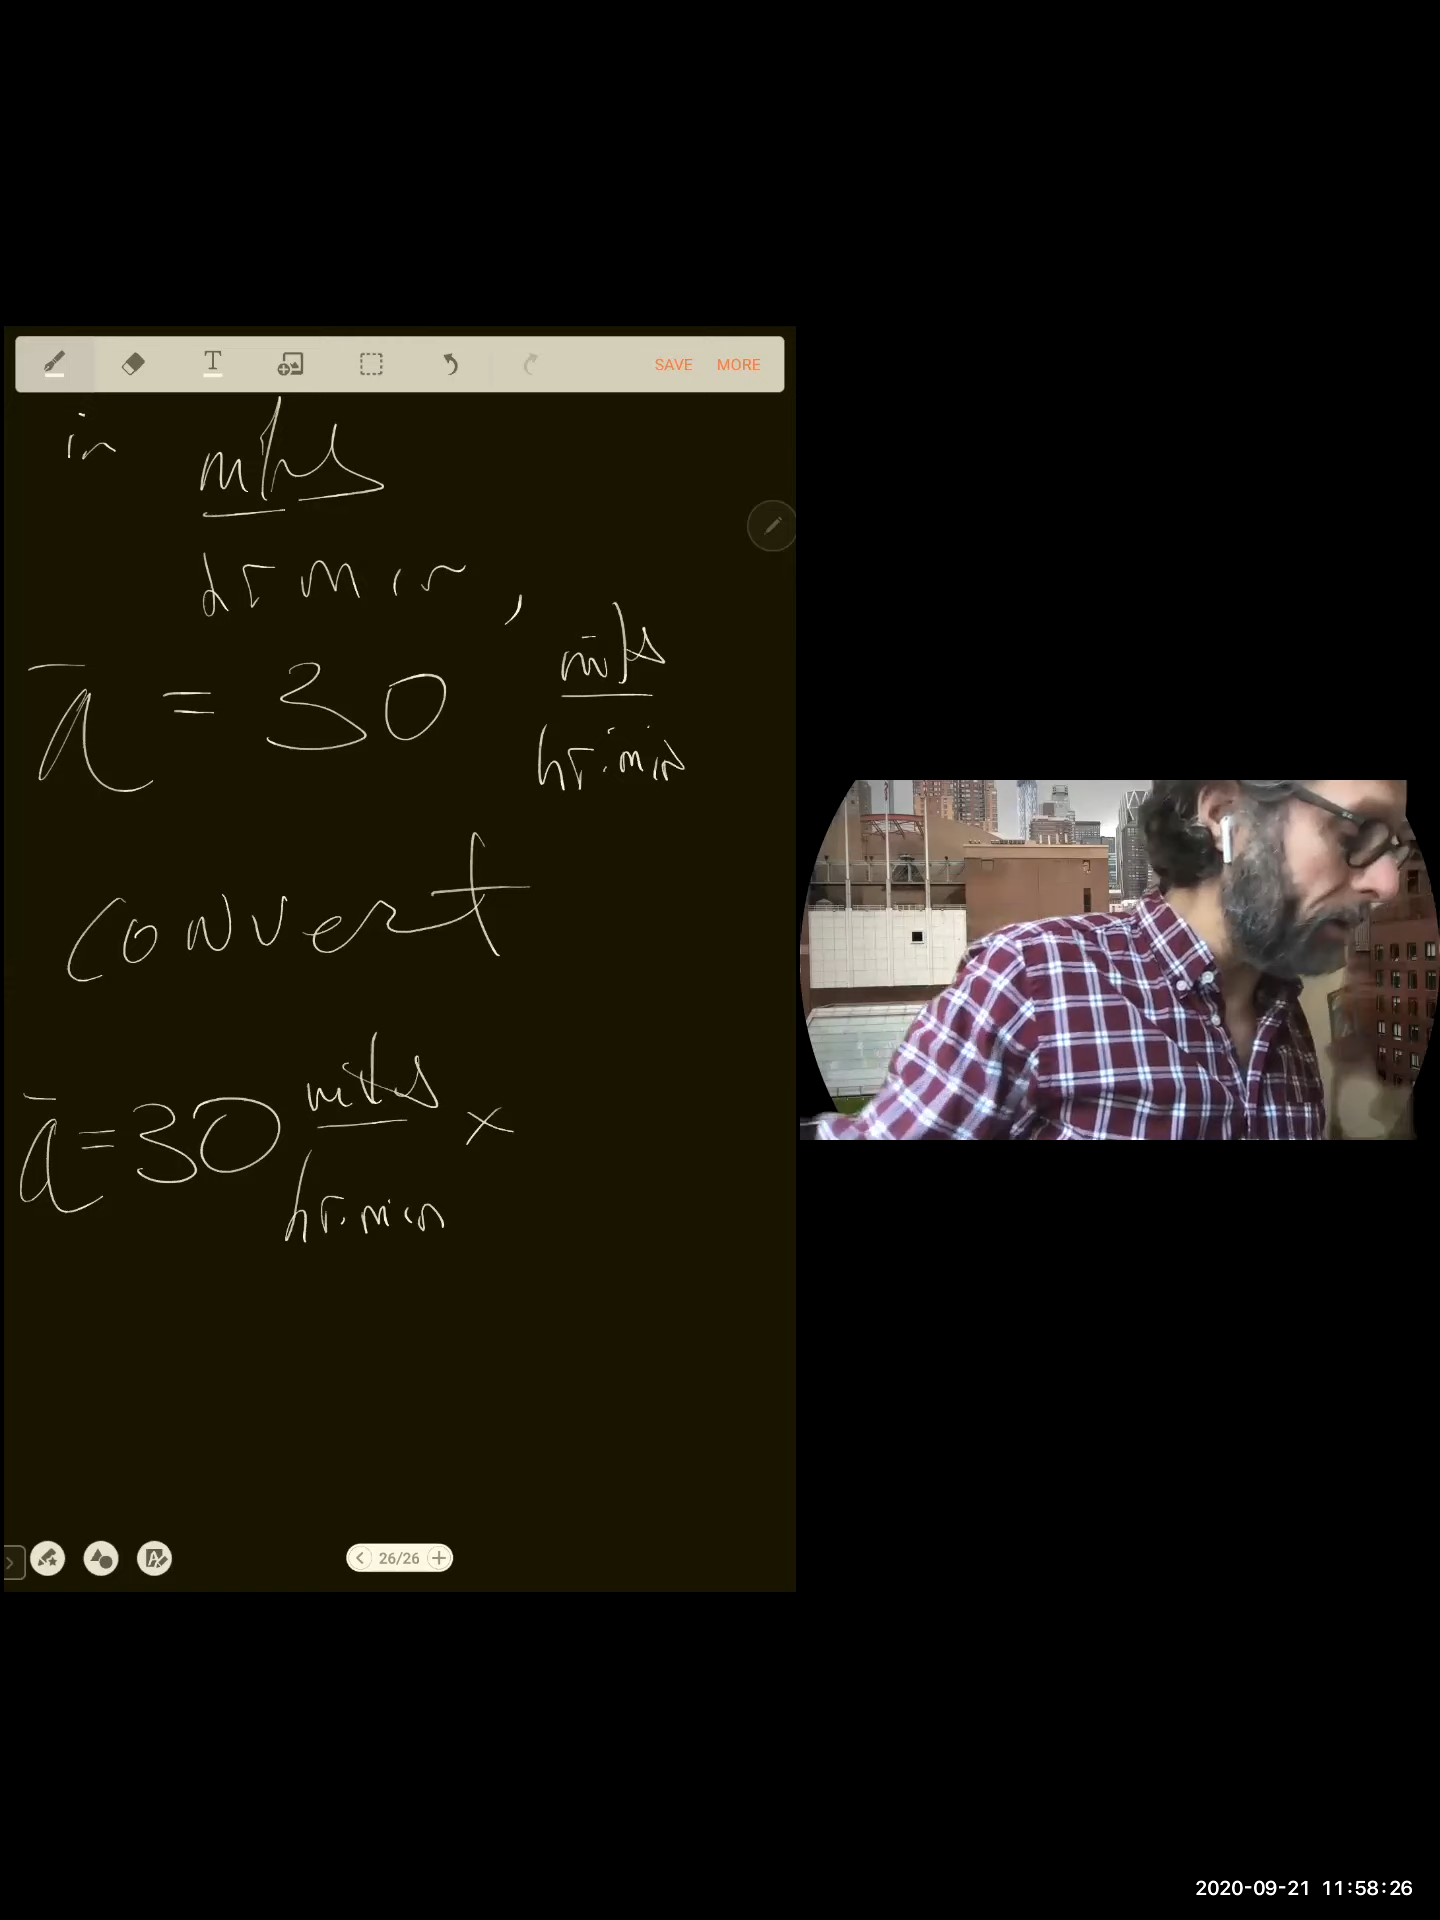 T SAVE MORE
in miles
hr min,
ā = 30 miles
hr·min
convert
ā = 30 miles ×
hr·min
26/26
2020-09-21 11:58:26